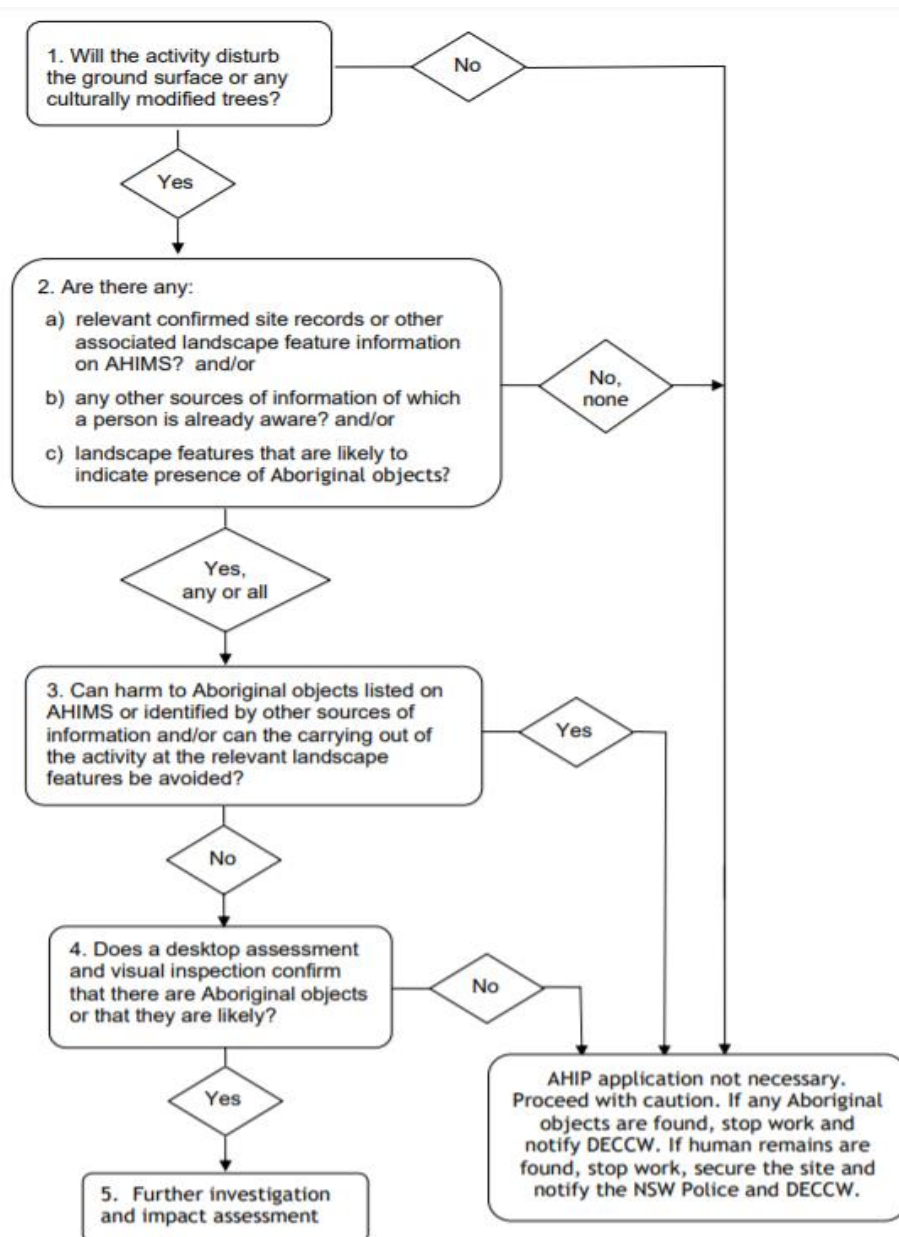 1. Will the activity disturb
the ground surface or any
culturally modified trees?
No
Yes
2. Are there any:
a) relevant confirmed site records or other
associated landscape feature information
on AHIMS? and/or
b) any other sources of information of which
a person is already aware? and/or
c) landscape features that are likely to
indicate presence of Aboriginal objects?
No,
none
Yes,
any or all
3. Can harm to Aboriginal objects listed on
AHIMS or identified by other sources of
information and/or can the carrying out of
the activity at the relevant landscape
features be avoided?
Yes
No
4. Does a desktop assessment
and visual inspection confirm
that there are Aboriginal objects
or that they are likely?
No
Yes
AHIP application not necessary.
Proceed with caution. If any Aboriginal
objects are found, stop work and
notify DECCW. If human remains are
found, stop work, secure the site and
notify the NSW Police and DECCW.
5. Further investigation
and impact assessment